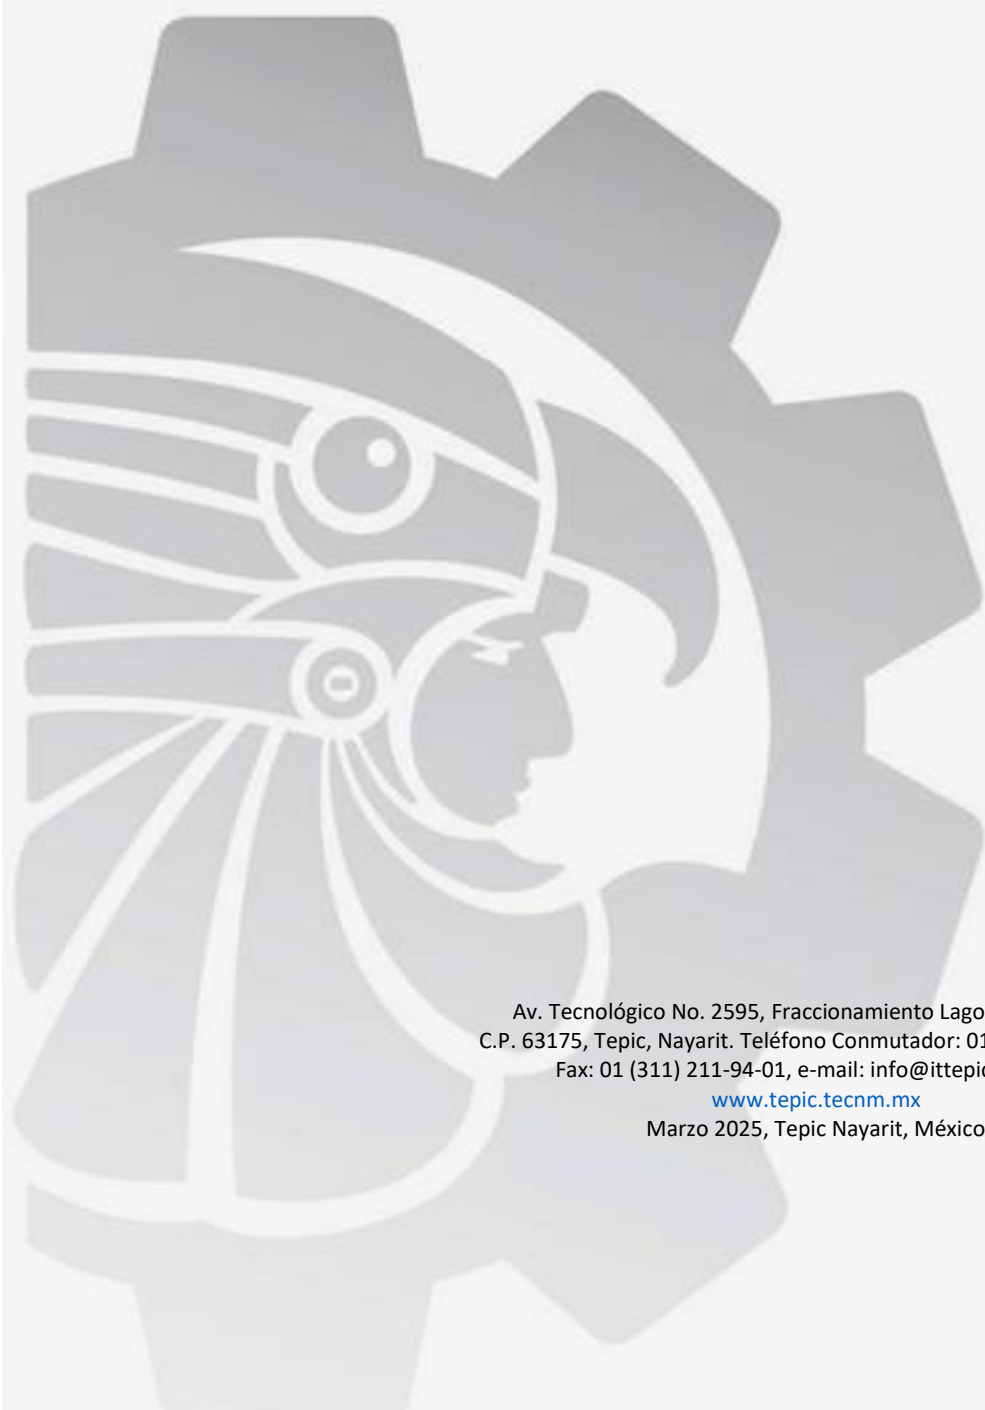 Av. Tecnológico No. 2595, Fraccionamiento Lago
C.P. 63175, Tepic, Nayarit. Teléfono Conmutador: 01
Fax: 01 (311) 211-94-01, e-mail: info@ittepic
www.tepic.tecnm.mx
Marzo 2025, Tepic Nayarit, México